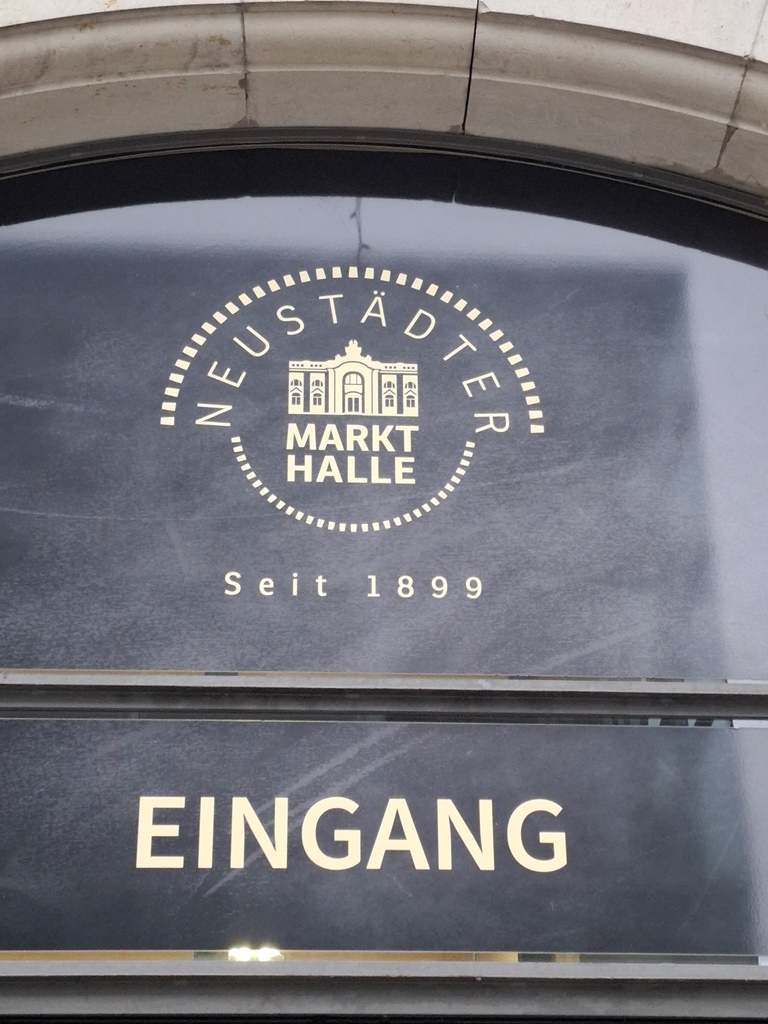 NEUSTÄDTER
MARKT
HALLE
Seit 1899
EINGANG